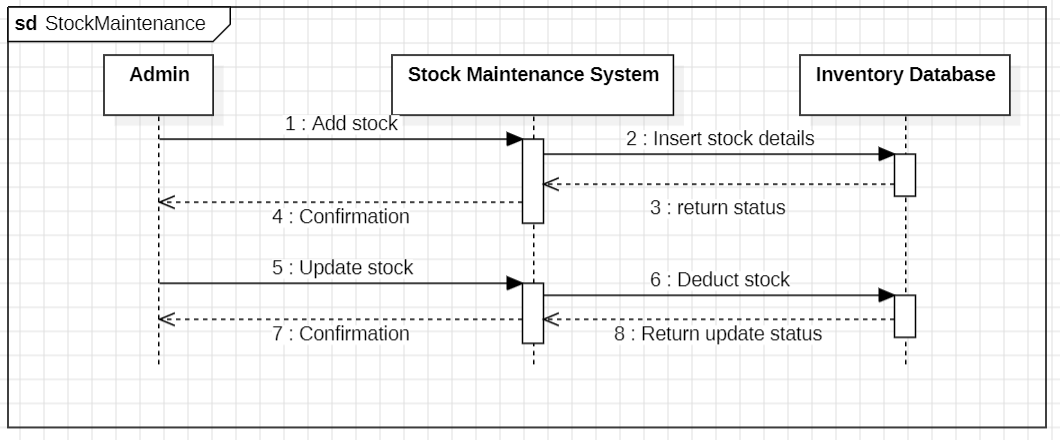 sd StockMaintenance
Admin
Stock Maintenance System
Inventory Database
1 : Add stock
2 : Insert stock details
3 : return status
4 : Confirmation
5 : Update stock
6 : Deduct stock
7 : Confirmation
8 : Return update status